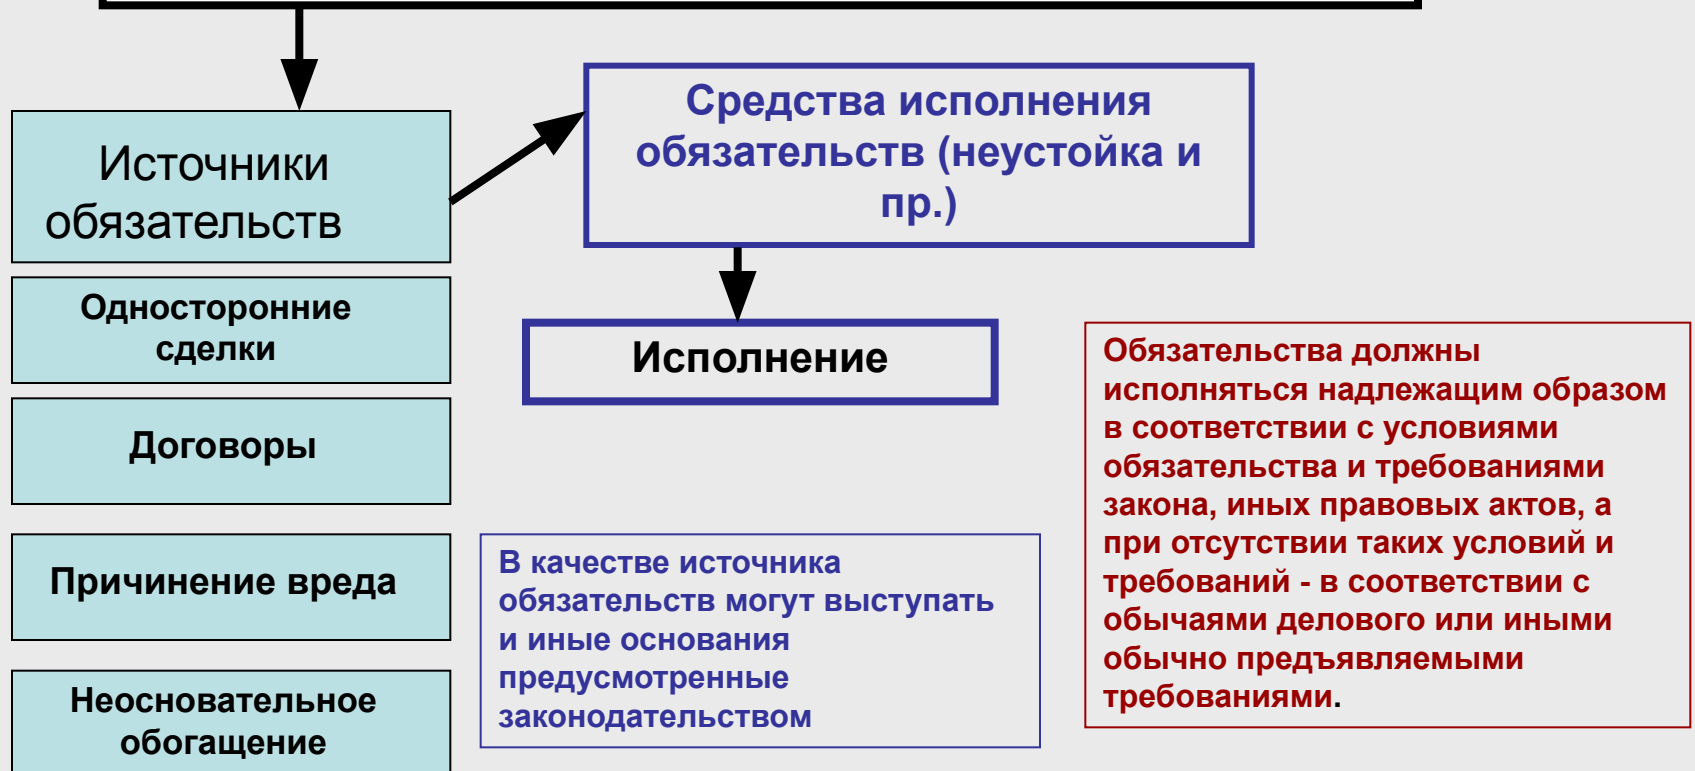 Источники
обязательств
Средства исполнения
обязательств (неустойка и
пр.)
Односторонние
сделки
Исполнение
Договоры
Причинение вреда
Неосновательное
обогащение
В качестве источника
обязательств могут выступать
и иные основания
предусмотренные
законодательством
Обязательства должны
исполняться надлежащим образом
в соответствии с условиями
обязательства и требованиями
закона, иных правовых актов, а
при отсутствии таких условий и
требований - в соответствии с
обычаями делового или иными
обычно предъявляемыми
требованиями.